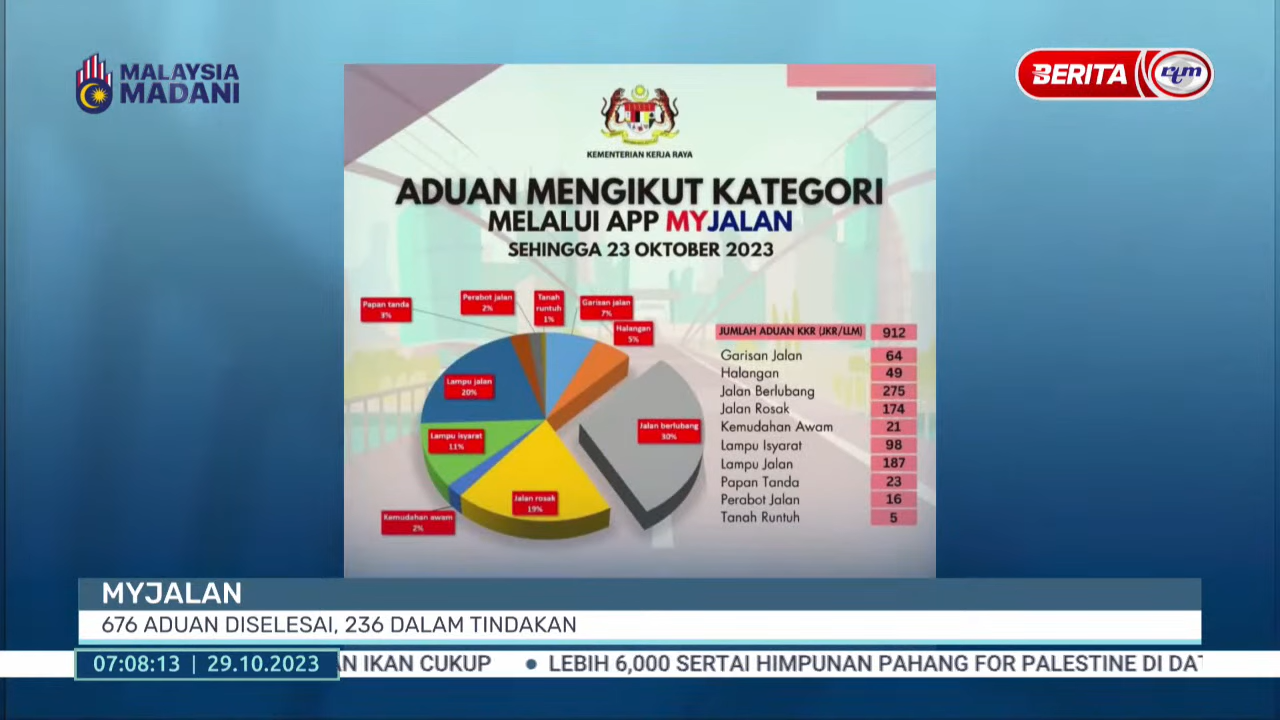 MALAYSIA
MADANI
BERITA rtm
KEMENTERIAN KERJA RAYA
ADUAN MENGIKUT KATEGORI
MELALUI APP MYJALAN
SEHINGGA 23 OKTOBER 2023
Papan tanda
3%
Perabot jalan
2%
Tanah
runtuh
1%
Garisan jalan
7%
Halangan
5%
Lampu jalan
20%
Lampu isyarat
11%
Jalan berlubang
30%
Jalan rosak
19%
Kemudahan awam
2%
JUMLAH ADUAN KKR (JKR/LLM) 912
Garisan Jalan 64
Halangan 49
Jalan Berlubang 275
Jalan Rosak 174
Kemudahan Awam 21
Lampu Isyarat 98
Lampu Jalan 187
Papan Tanda 23
Perabot Jalan 16
Tanah Runtuh 5
MYJALAN
676 ADUAN DISELESAI, 236 DALAM TINDAKAN
07:08:13 | 29.10.2023 AN IKAN CUKUP • LEBIH 6,000 SERTAI HIMPUNAN PAHANG FOR PALESTINE DI DAT